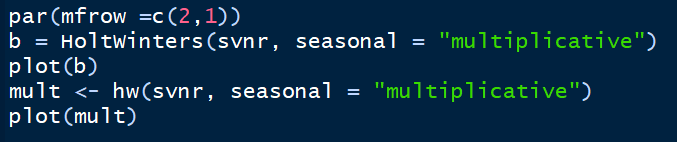 par(mfrow =c(2,1))
b = HoltWinters(svnr, seasonal = "multiplicative")
plot(b)
mult <- hw(svnr, seasonal = "multiplicative")
plot(mult)